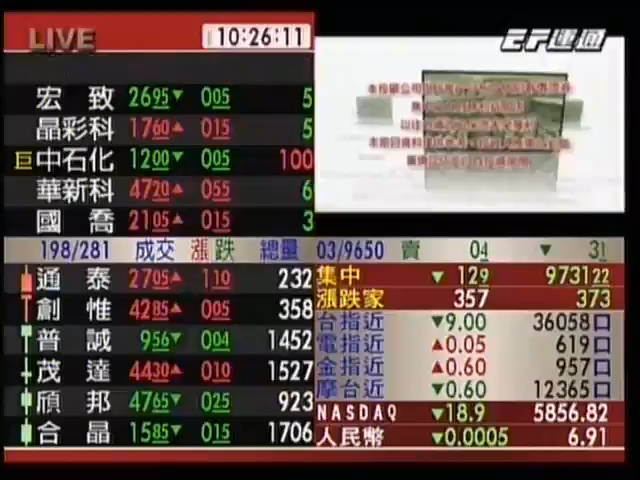 LIVE 10:26:11
EF運通
宏致 2695▼ 005 5
晶彩科 1760▲ 015 5
巨中石化 1200▼ 005 100
華新科 4720▲ 055 6
國喬 2105▲ 015 3
198/281 成交 漲跌 總量
通泰 2705▲ 110 232
創惟 4285▲ 005 358
普誠 956▼ 004 1452
茂達 4430▲ 010 1527
頎邦 4765▼ 025 923
合晶 1585▼ 015 1706
03/9650 賣 04 ▼ 31
集中 ▼ 129 973122
漲跌家 357 373
台指近 ▼9.00 36058口
電指近 ▲0.05 619口
金指近 ▲0.60 957口
摩台近 ▼0.60 12365口
NASDAQ ▼18.9 5856.82
人民幣 ▼0.0005 6.91